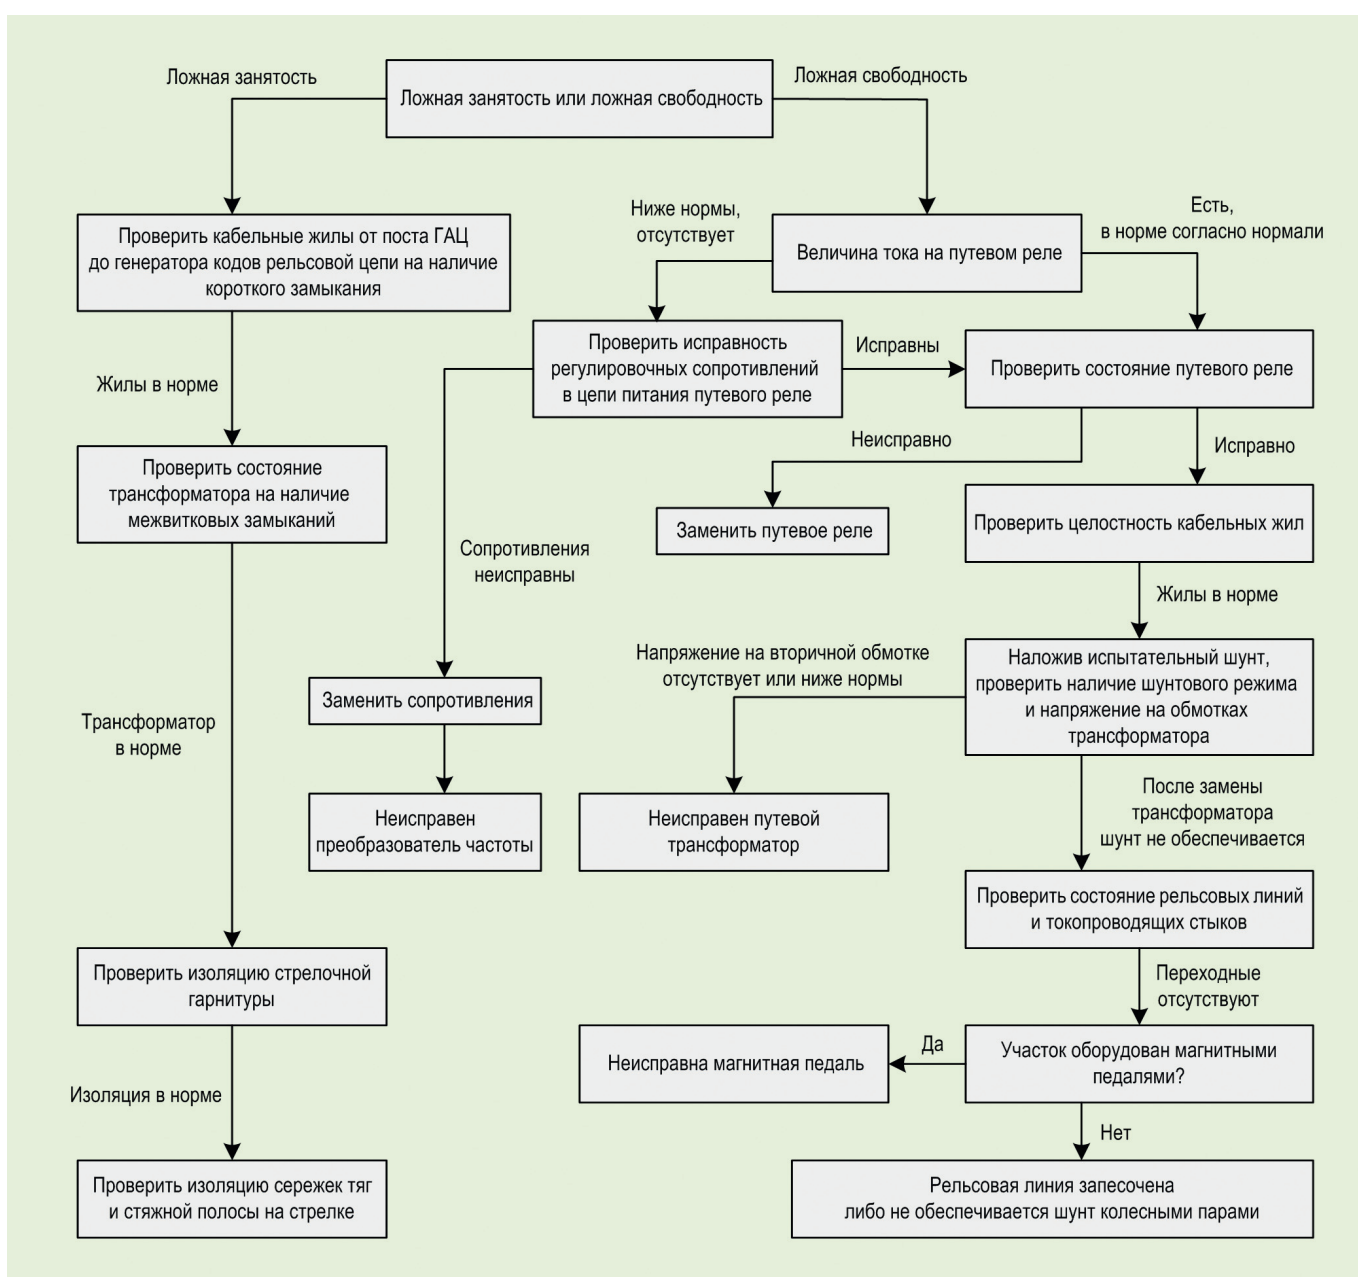 Ложная занятость
Ложная занятость или ложная свободность
Ложная свободность
Проверить кабельные жилы от поста ГАЦ
до генератора кодов рельсовой цепи на наличие
короткого замыкания
Ниже нормы,
отсутствует
Величина тока на путевом реле
Есть,
в норме согласно нормали
Проверить исправность
регулировочных сопротивлений
в цепи питания путевого реле
Исправны
Проверить состояние путевого реле
Жилы в норме
Неисправно
Исправно
Проверить состояние
трансформатора на наличие
межвитковых замыканий
Заменить путевое реле
Проверить целостность кабельных жил
Сопротивления
неисправны
Жилы в норме
Напряжение на вторичной обмотке
отсутствует или ниже нормы
Наложив испытательный шунт,
проверить наличие шунтового режима
и напряжение на обмотках
трансформатора
Заменить сопротивления
Трансформатор
в норме
Неисправен
преобразователь частоты
Неисправен путевой
трансформатор
После замены
трансформатора
шунт не обеспечивается
Проверить состояние рельсовых линий
и токопроводящих стыков
Проверить изоляцию стрелочной
гарнитуры
Переходные
отсутствуют
Неисправна магнитная педаль
Да
Участок оборудован магнитными
педалями?
Изоляция в норме
Нет
Проверить изоляцию сережек тяг
и стяжной полосы на стрелке
Рельсовая линия запесочена
либо не обеспечивается шунт колесными парами